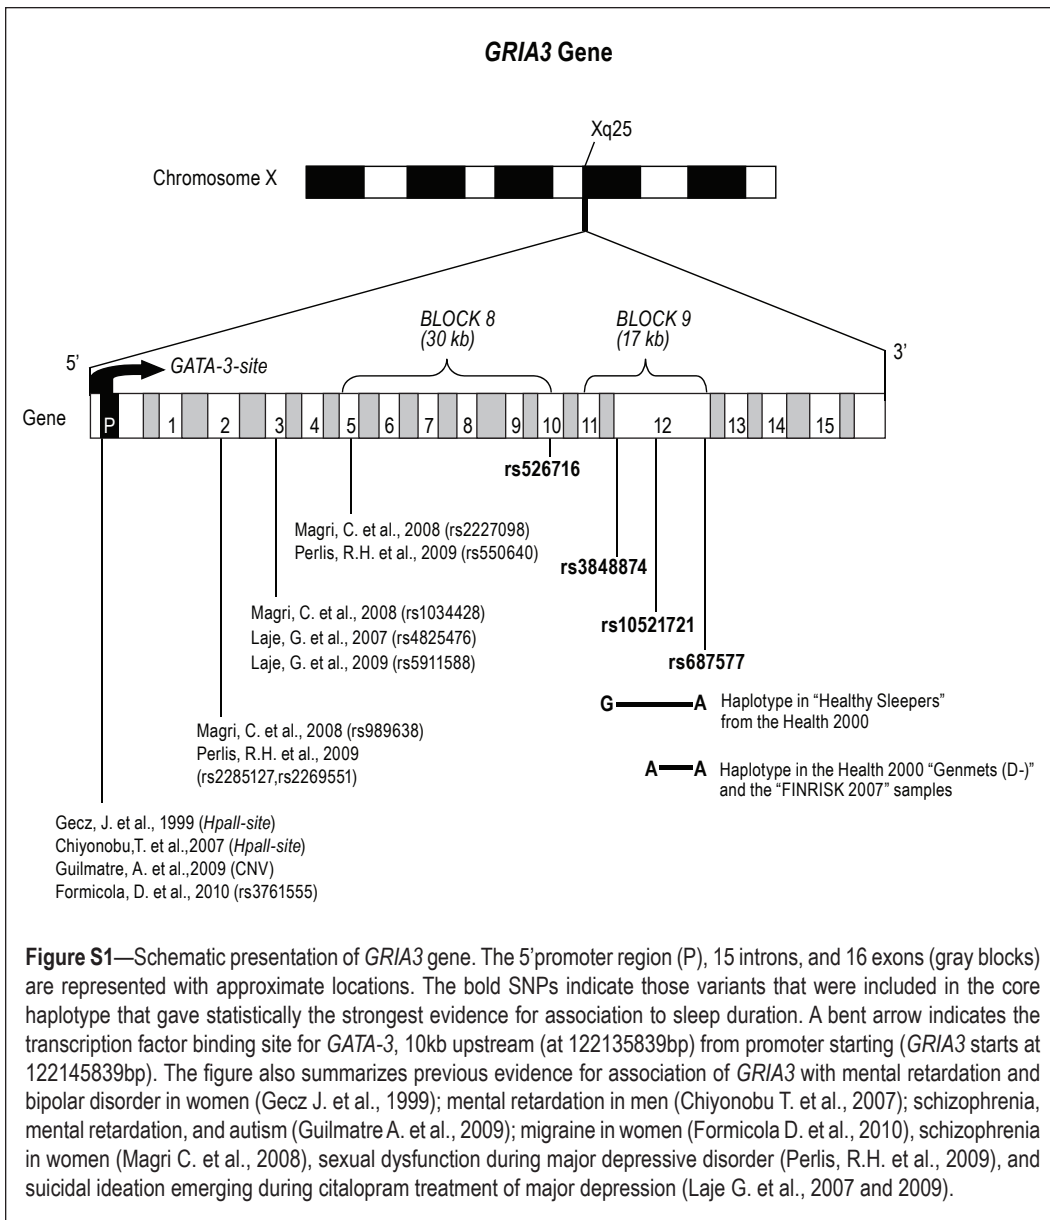 GRIA3 Gene
Xq25
Chromosome X
BLOCK 8
(30 kb)
BLOCK 9
(17 kb)
5’
3’
GATA-3-site
Gene
P 1 2 3 4 5 6 7 8 9 10 11 12 13 14 15
rs526716
Magri, C. et al., 2008 (rs2227098)
Perlis, R.H. et al., 2009 (rs550640)
rs3848874
Magri, C. et al., 2008 (rs1034428)
Laje, G. et al., 2007 (rs4825476)
Laje, G. et al., 2009 (rs5911588)
rs10521721
rs687577
G A Haplotype in “Healthy Sleepers”
from the Health 2000
Magri, C. et al., 2008 (rs989638)
Perlis, R.H. et al., 2009
(rs2285127,rs2269551)
A A Haplotype in the Health 2000 “Genmets (D-)”
and the “FINRISK 2007” samples
Gecz, J. et al., 1999 (Hpall-site)
Chiyonobu,T. et al.,2007 (Hpall-site)
Guilmatre, A. et al.,2009 (CNV)
Formicola, D. et al., 2010 (rs3761555)
Figure S1—Schematic presentation of GRIA3 gene. The 5’promoter region (P), 15 introns, and 16 exons (gray blocks)
are represented with approximate locations. The bold SNPs indicate those variants that were included in the core
haplotype that gave statistically the strongest evidence for association to sleep duration. A bent arrow indicates the
transcription factor binding site for GATA-3, 10kb upstream (at 122135839bp) from promoter starting (GRIA3 starts at
122145839bp). The figure also summarizes previous evidence for association of GRIA3 with mental retardation and
bipolar disorder in women (Gecz J. et al., 1999); mental retardation in men (Chiyonobu T. et al., 2007); schizophrenia,
mental retardation, and autism (Guilmatre A. et al., 2009); migraine in women (Formicola D. et al., 2010), schizophrenia
in women (Magri C. et al., 2008), sexual dysfunction during major depressive disorder (Perlis, R.H. et al., 2009), and
suicidal ideation emerging during citalopram treatment of major depression (Laje G. et al., 2007 and 2009).